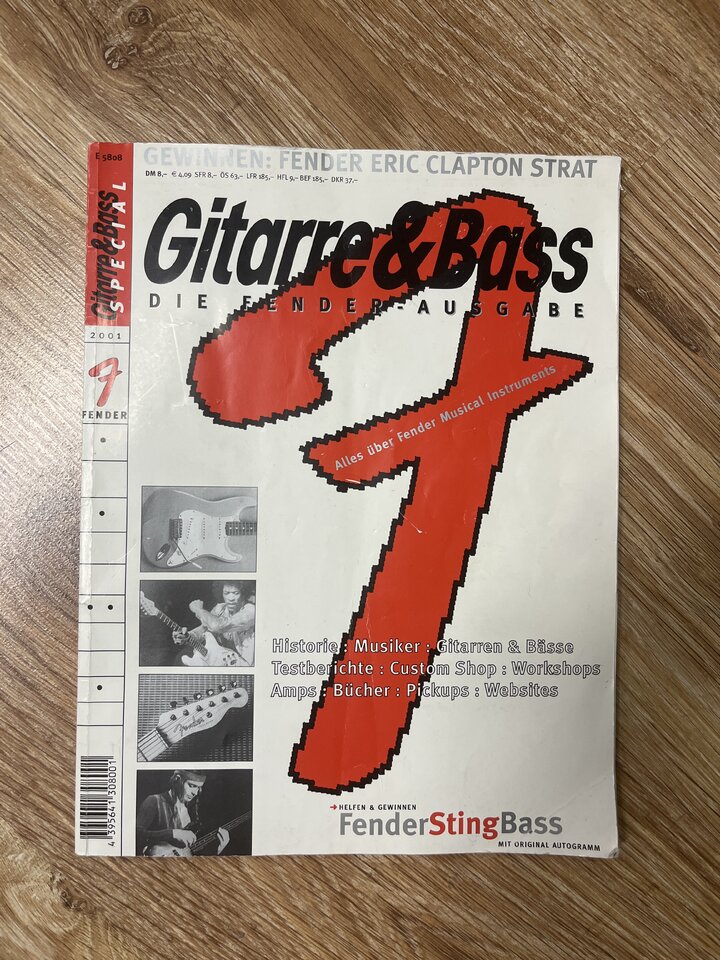 E 5808
GEWINNEN: FENDER ERIC CLAPTON STRAT
DM 8,– € 4.09 SFR 8,– ÖS 63,– LFR 185,– HFL 9,– BEF 185,– DKR 37,–
Gitarre&Bass
SPECIAL
Gitarre&Bass
DIE FENDER-AUSGABE
2001
F
FENDER
F
Alles über Fender Musical Instruments
Historie : Musiker : Gitarren & Bässe
Testberichte : Custom Shop : Workshops
Amps : Bücher : Pickups : Websites
Fender
4 395641 308001
➔ HELFEN & GEWINNEN
FenderStingBass
MIT ORIGINAL AUTOGRAMM